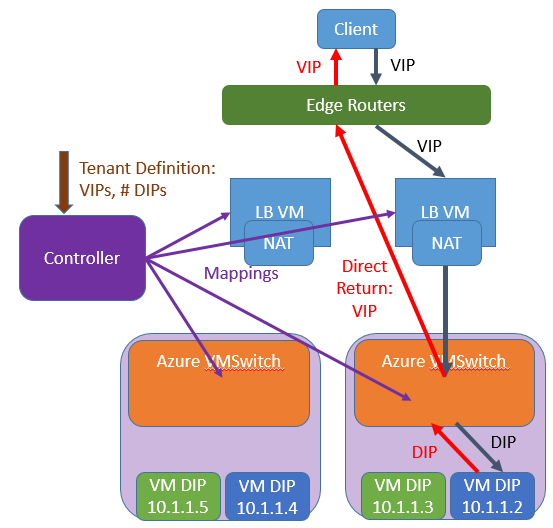 Client
VIP
VIP
Edge Routers
VIP
Tenant Definition:
VIPs, # DIPs
LB VM
NAT
LB VM
NAT
Controller
Mappings
Direct
Return:
VIP
Azure VMSwitch
Azure VMSwitch
DIP
DIP
VM DIP
10.1.1.5
VM DIP
10.1.1.4
VM DIP
10.1.1.3
VM DIP
10.1.1.2